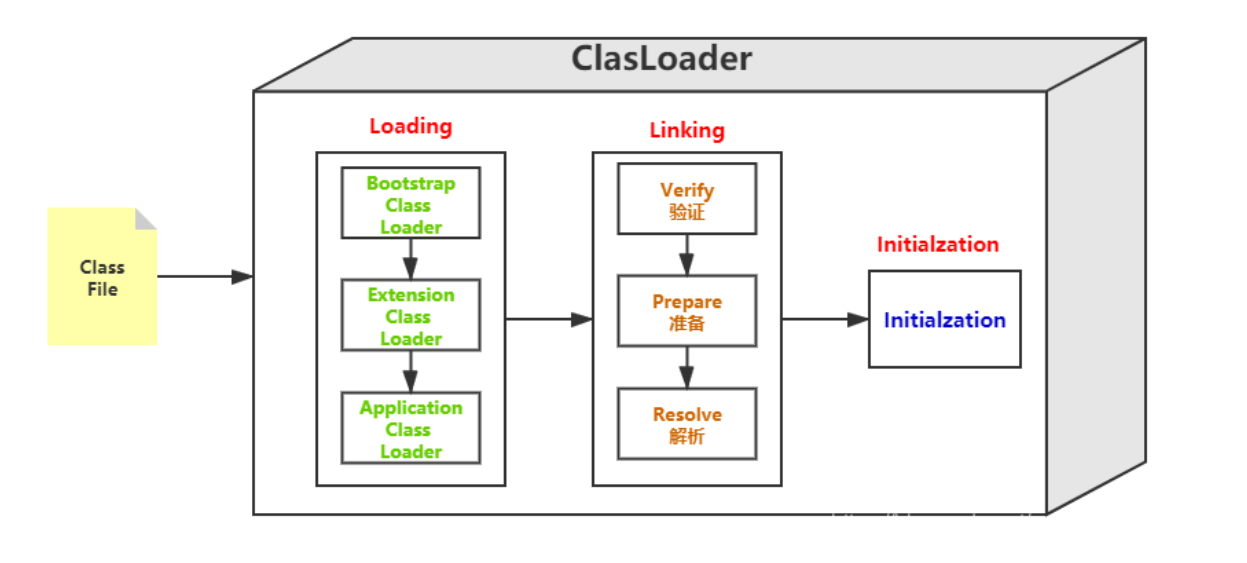 ClasLoader
Loading
Bootstrap
Class
Loader
Extension
Class
Loader
Application
Class
Loader
Linking
Verify
验证
Prepare
准备
Resolve
解析
Initialzation
Initialzation
Class
File